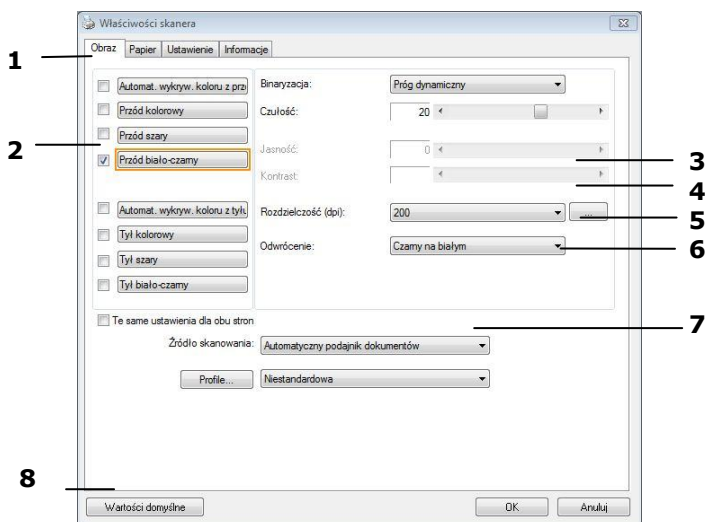 Właściwości skanera
Obraz Papier Ustawienie Informacje
1
Automat. wykryw. koloru z prz
Binaryzacja: Próg dynamiczny
Przód kolorowy
Czułość: 20
Przód szary
2
Jasność: 0
3
Przód biało-czarny
Kontrast:
4
Automat. wykryw. koloru z tyłu
Rozdzielczość (dpi): 200 ...
5
Tył kolorowy
Odwrócenie: Czarny na białym
6
Tył szary
Tył biało-czarny
Te same ustawienia dla obu stron
7
Źródło skanowania: Automatyczny podajnik dokumentów
Profile... Niestandardowa
8
Wartości domyślne OK Anuluj